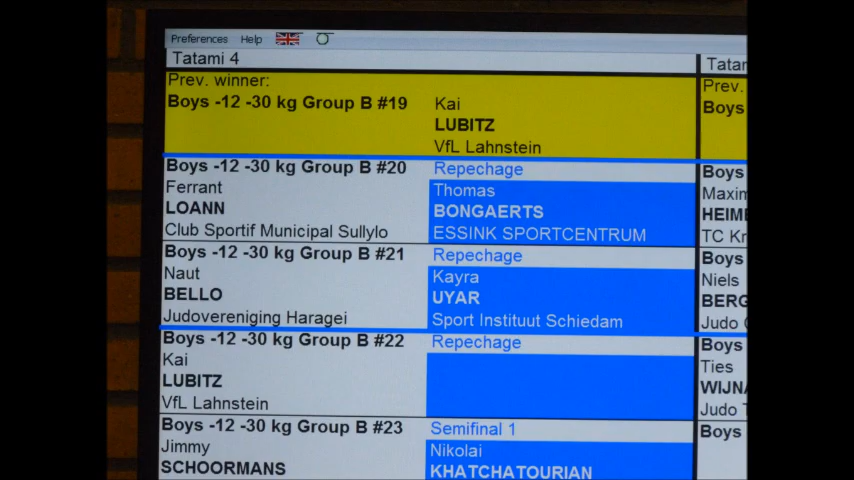 Preferences Help
Tatami 4
Prev. winner:
Boys -12 -30 kg Group B #19 Kai
LUBITZ
VfL Lahnstein
Boys -12 -30 kg Group B #20 Repechage
Ferrant Thomas
LOANN BONGAERTS
Club Sportif Municipal Sullylo ESSINK SPORTCENTRUM
Boys -12 -30 kg Group B #21 Repechage
Naut Kayra
BELLO UYAR
Judovereniging Haragei Sport Instituut Schiedam
Boys -12 -30 kg Group B #22 Repechage
Kai
LUBITZ
VfL Lahnstein
Boys -12 -30 kg Group B #23 Semifinal 1
Jimmy Nikolai
SCHOORMANS KHATCHATOURIAN
Prev.
Boys
Boys
TC
Boys
Niels
Judo
Boys
Ties
Judo
Boys